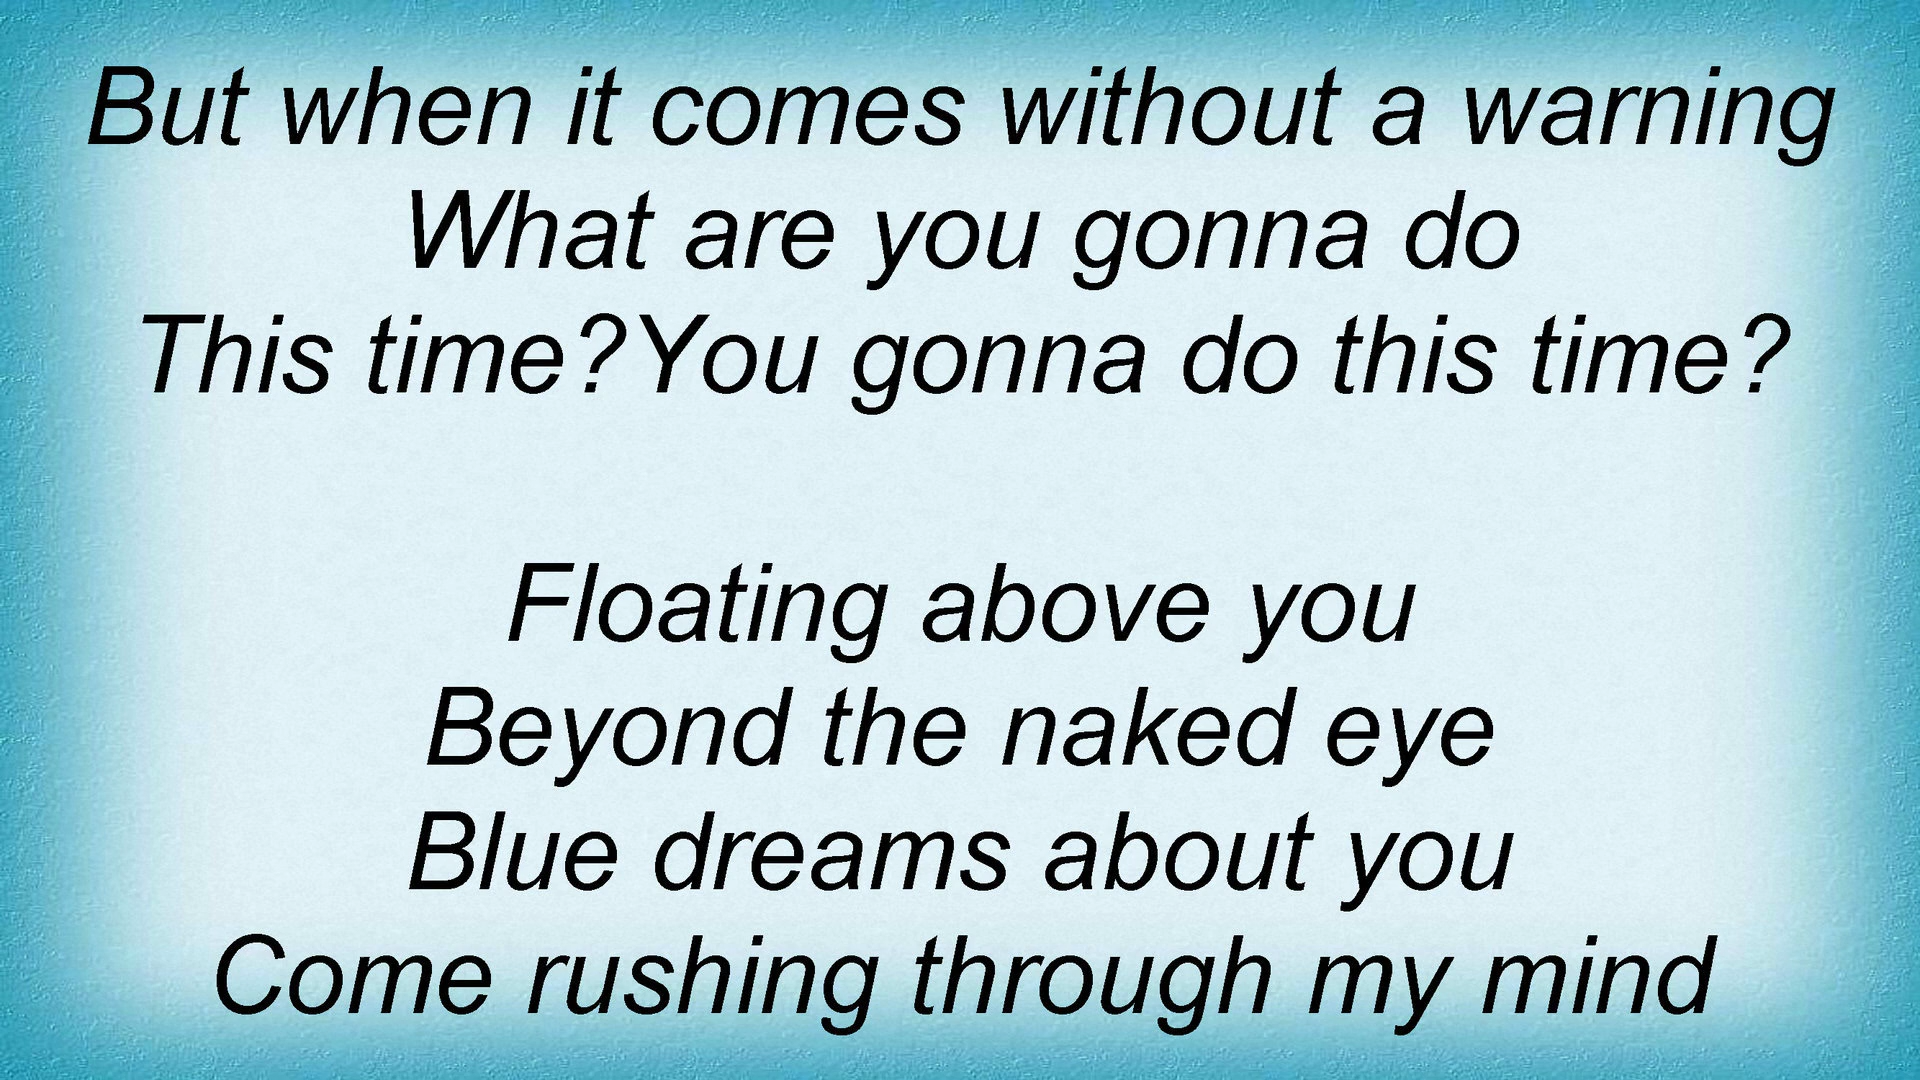 But when it comes without a warning
What are you gonna do
This time?You gonna do this time?
Floating above you
Beyond the naked eye
Blue dreams about you
Come rushing through my mind